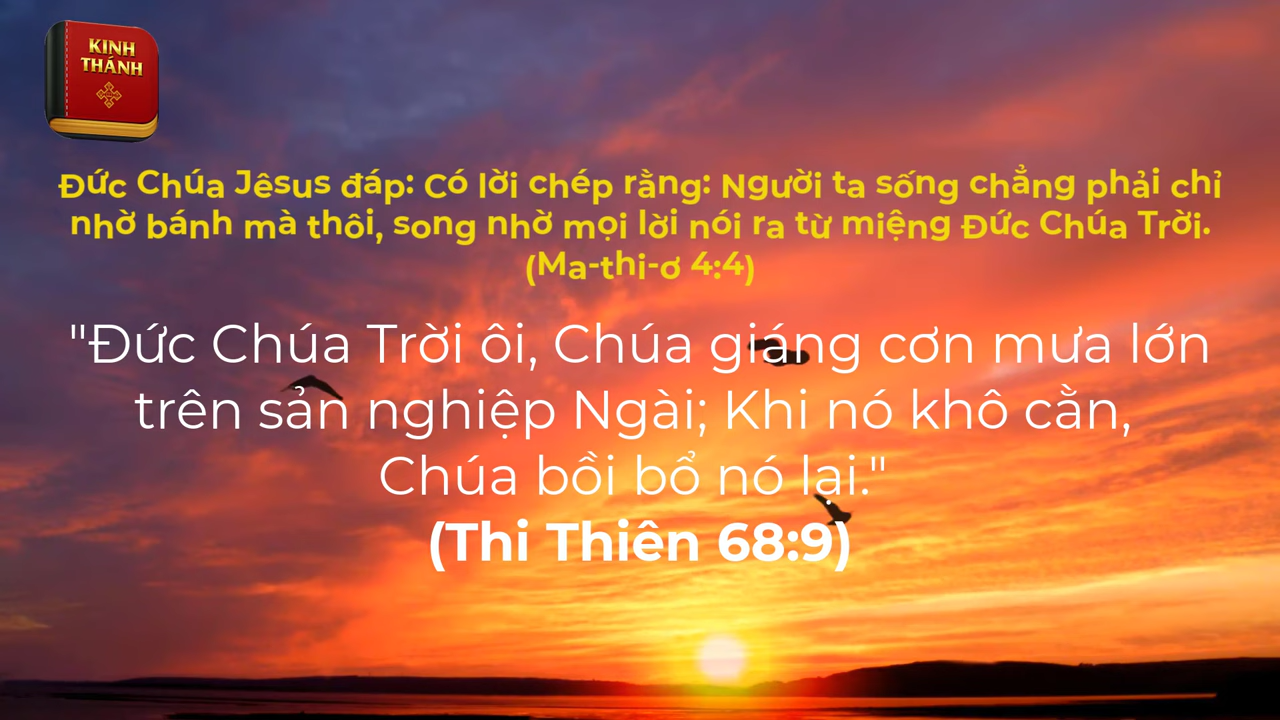 KINH
THÁNH
Đức Chúa Jêsus đáp: Có lời chép rằng: Người ta sống chẳng phải chỉ
nhờ bánh mà thôi, song nhờ mọi lời nói ra từ miệng Đức Chúa Trời.
(Ma-thi-ơ 4:4)
"Đức Chúa Trời ôi, Chúa giáng cơn mưa lớn
trên sản nghiệp Ngài; Khi nó khô cằn,
Chúa bồi bổ nó lại."
(Thi Thiên 68:9)